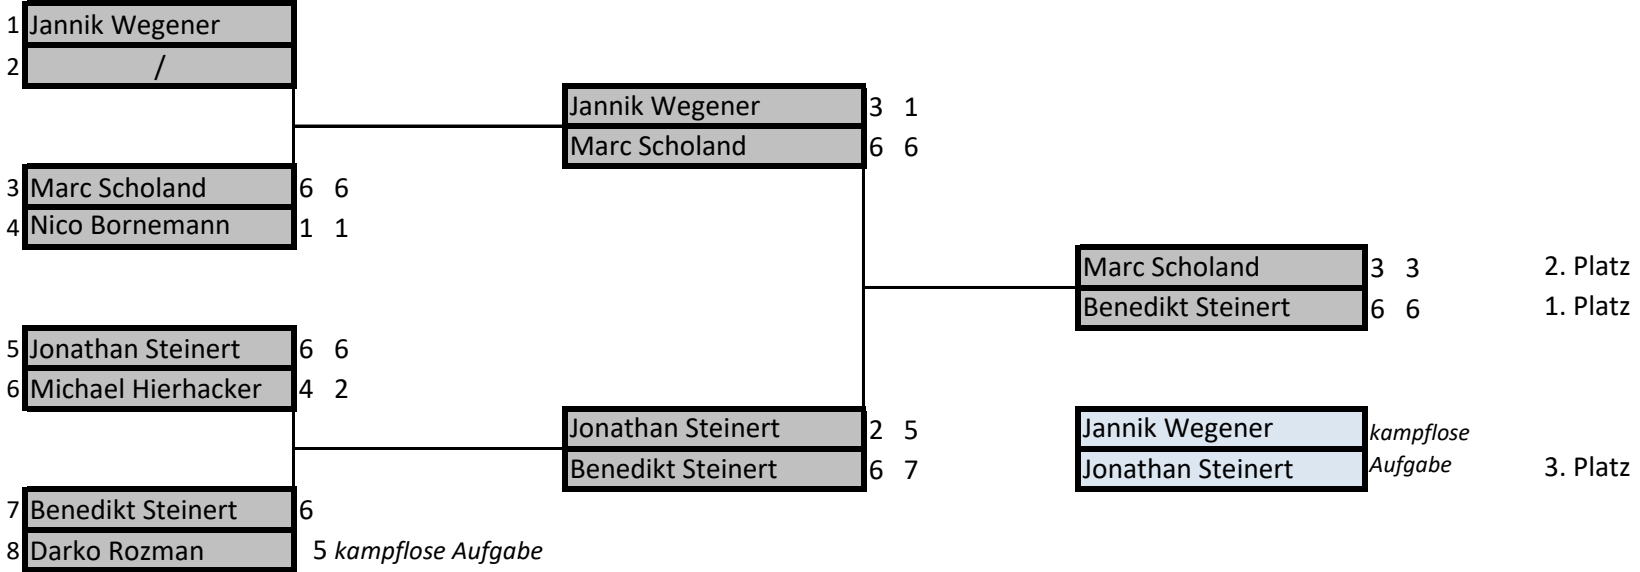 1 Jannik Wegener
2 /
Jannik Wegener 3 1
Marc Scholand 6 6
3 Marc Scholand 6 6
4 Nico Bornemann 1 1
Marc Scholand 3 3 2. Platz
Benedikt Steinert 6 6 1. Platz
5 Jonathan Steinert 6 6
6 Michael Hierhacker 4 2
Jonathan Steinert 2 5
Benedikt Steinert 6 7
Jannik Wegener kampflose
Jonathan Steinert Aufgabe 3. Platz
7 Benedikt Steinert 6
8 Darko Rozman 5 kampflose Aufgabe